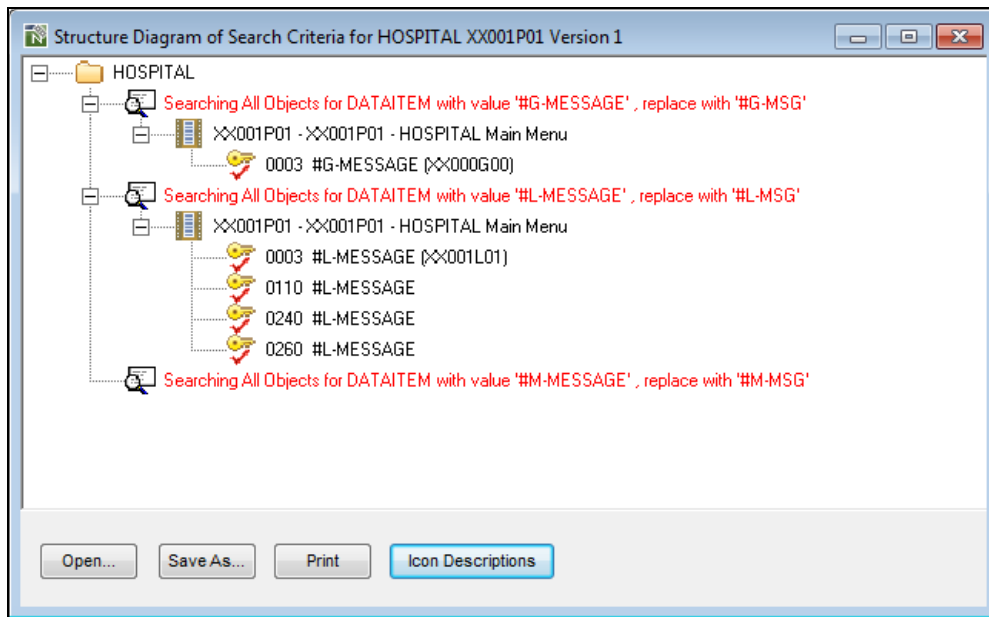 Structure Diagram of Search Criteria for HOSPITAL XX001P01 Version 1
HOSPITAL
Searching All Objects for DATAITEM with value '#G-MESSAGE' , replace with '#G-MSG'
XX001P01 - XX001P01 - HOSPITAL Main Menu
0003 #G-MESSAGE (XX000G00)
Searching All Objects for DATAITEM with value '#L-MESSAGE' , replace with '#L-MSG'
XX001P01 - XX001P01 - HOSPITAL Main Menu
0003 #L-MESSAGE (XX001L01)
0110 #L-MESSAGE
0240 #L-MESSAGE
0260 #L-MESSAGE
Searching All Objects for DATAITEM with value '#M-MESSAGE' , replace with '#M-MSG'
Open... Save As... Print Icon Descriptions